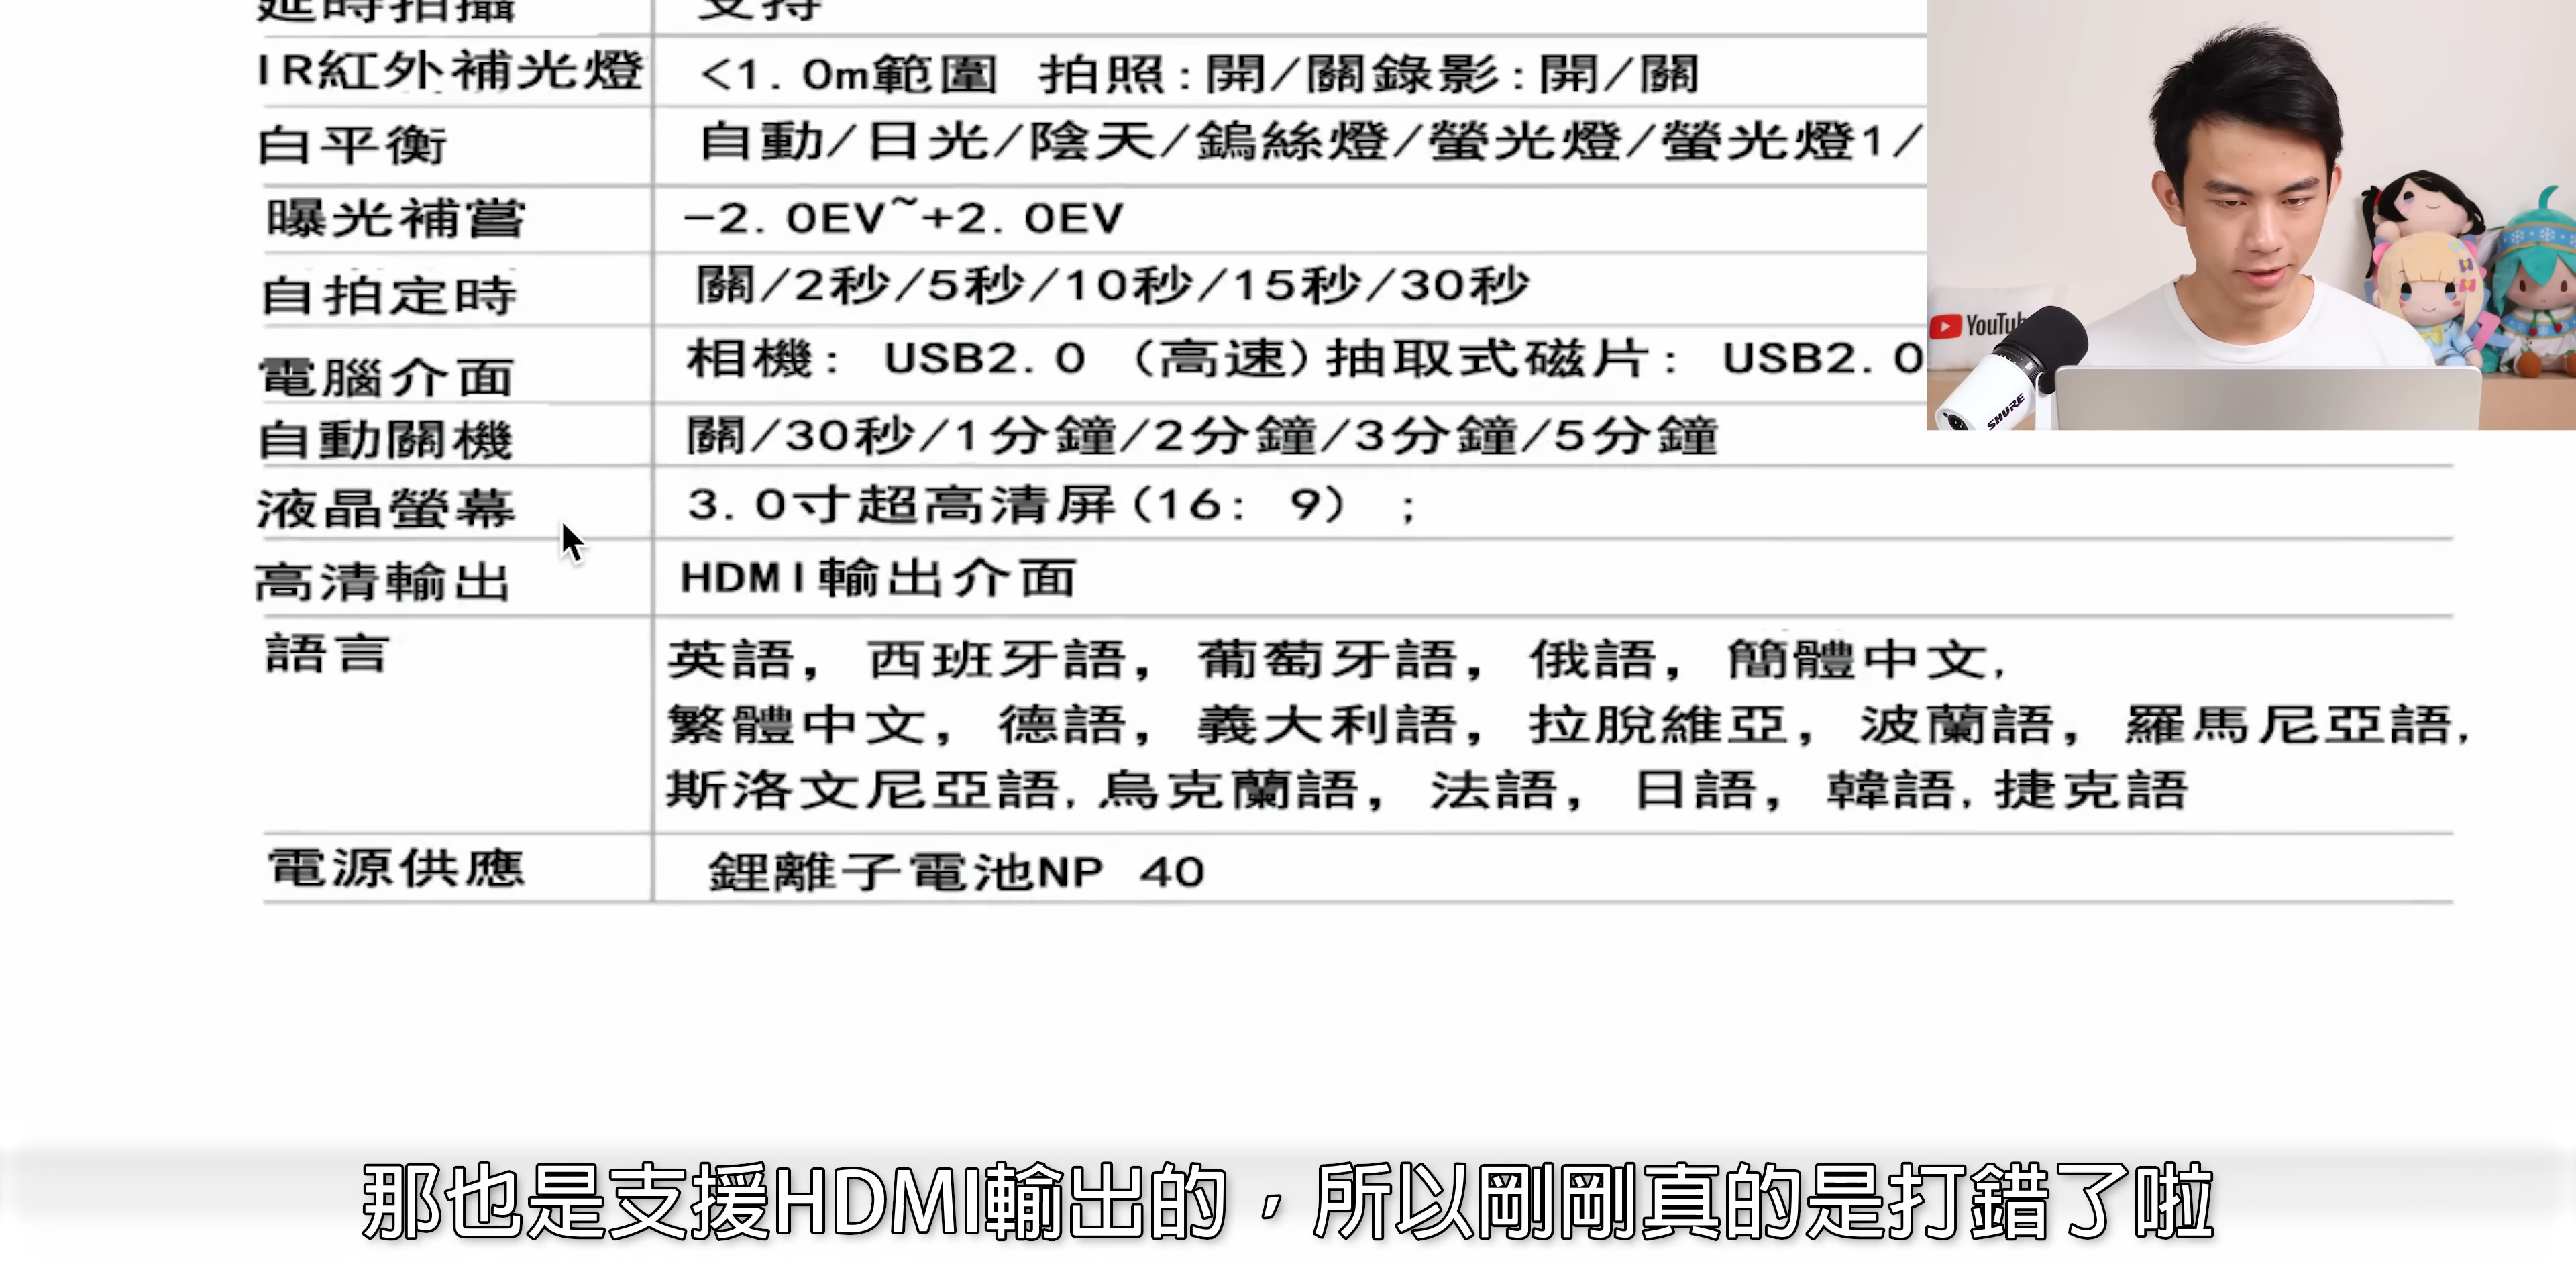 延時拍攝 支持
IR紅外補光燈 <1.0m範圍 拍照:開/關錄影:開/關
白平衡 自動/日光/陰天/鎢絲燈/螢光燈/螢光燈1/
曝光補嘗 -2.0EV~+2.0EV
自拍定時 關/2秒/5秒/10秒/15秒/30秒
電腦介面 相機: USB2.0 (高速)抽取式磁片: USB2.0
自動關機 關/30秒/1分鐘/2分鐘/3分鐘/5分鐘
液晶螢幕 3.0寸超高清屏(16: 9) ;
高清輸出 HDMI輸出介面
語言 英語, 西班牙語, 葡萄牙語, 俄語, 簡體中文,
繁體中文, 德語, 義大利語, 拉脫維亞, 波蘭語, 羅馬尼亞語,
斯洛文尼亞語,烏克蘭語, 法語, 日語, 韓語,捷克語
電源供應 鋰離子電池NP 40
YouTub
SHURE
那也是支援HDMI輸出的，所以剛剛真的是打錯了啦